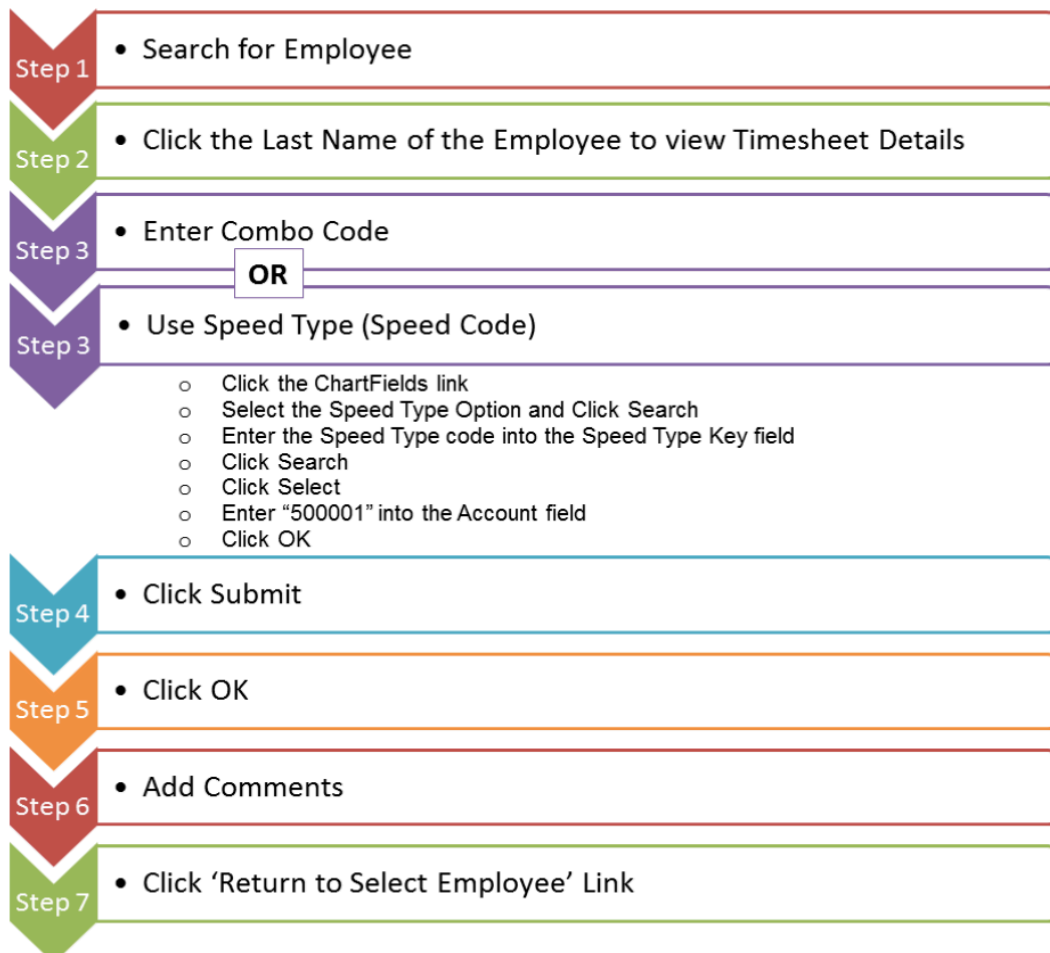 Step 1
• Search for Employee
Step 2
• Click the Last Name of the Employee to view Timesheet Details
Step 3
• Enter Combo Code
OR
Step 3
• Use Speed Type (Speed Code)
o Click the ChartFields link
o Select the Speed Type Option and Click Search
o Enter the Speed Type code into the Speed Type Key field
o Click Search
o Click Select
o Enter “500001” into the Account field
o Click OK
Step 4
• Click Submit
Step 5
• Click OK
Step 6
• Add Comments
Step 7
• Click ‘Return to Select Employee’ Link